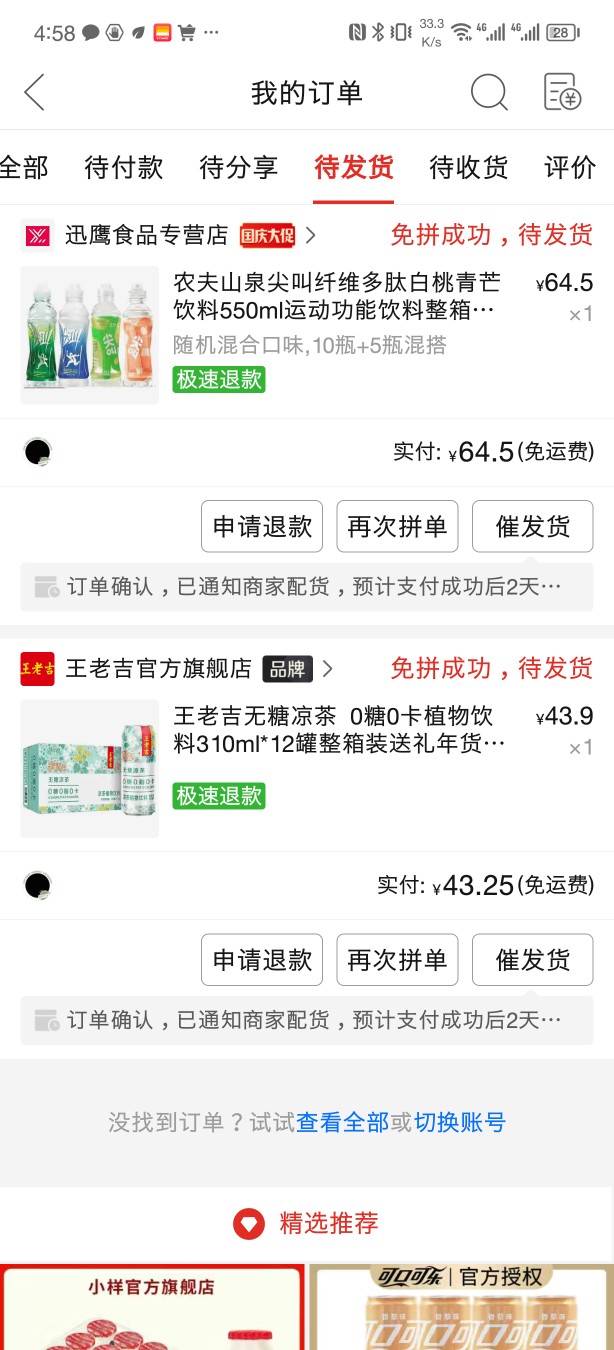 4:58
33.3
K/s
4G
4G
28
我的订单
全部
待付款
待分享
待发货
待收货
评价
迅鹰食品专营店
国庆大促
免拼成功，待发货
农夫山泉尖叫纤维多肽白桃青芒
饮料550ml运动功能饮料整箱…
¥64.5
×1
随机混合口味,10瓶+5瓶混搭
极速退款
实付: ¥64.5(免运费)
申请退款
再次拼单
催发货
订单确认，已通知商家配货，预计支付成功后2天…
王老吉
王老吉官方旗舰店
品牌
免拼成功，待发货
王老吉无糖凉茶 0糖0卡植物饮
料310ml*12罐整箱装送礼年货…
¥43.9
×1
无糖凉茶
0糖0脂0卡
极速退款
实付: ¥43.25(免运费)
申请退款
再次拼单
催发货
订单确认，已通知商家配货，预计支付成功后2天…
没找到订单？试试查看全部或切换账号
精选推荐
小样官方旗舰店
可口可乐|官方授权